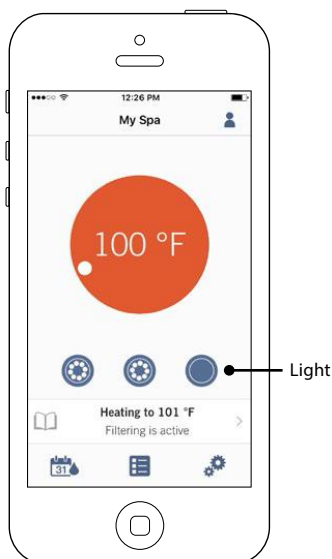 12:26 PM
My Spa
100 °F
Light
Heating to 101 °F
Filtering is active
31